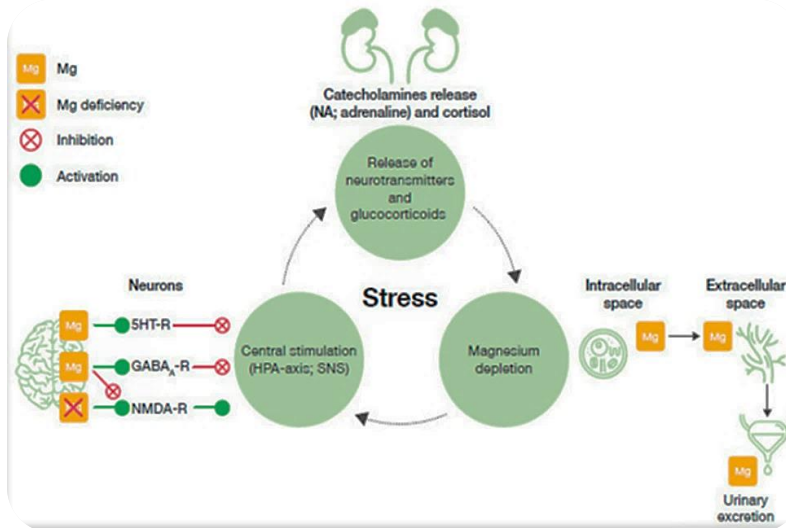 Mg
Mg
Mg deficiency
Inhibition
Activation
Catecholamines release
(NA; adrenaline) and cortisol
Release of
neurotransmitters
and
glucocorticoids
Stress
Neurons
Mg
5HT-R
Mg
GABA
A
-R
NMDA-R
Central stimulation
(HPA-axis; SNS)
Magnesium
depletion
Intracellular
space
Extracellular
space
Mg
Mg
Mg
Urinary
excretion